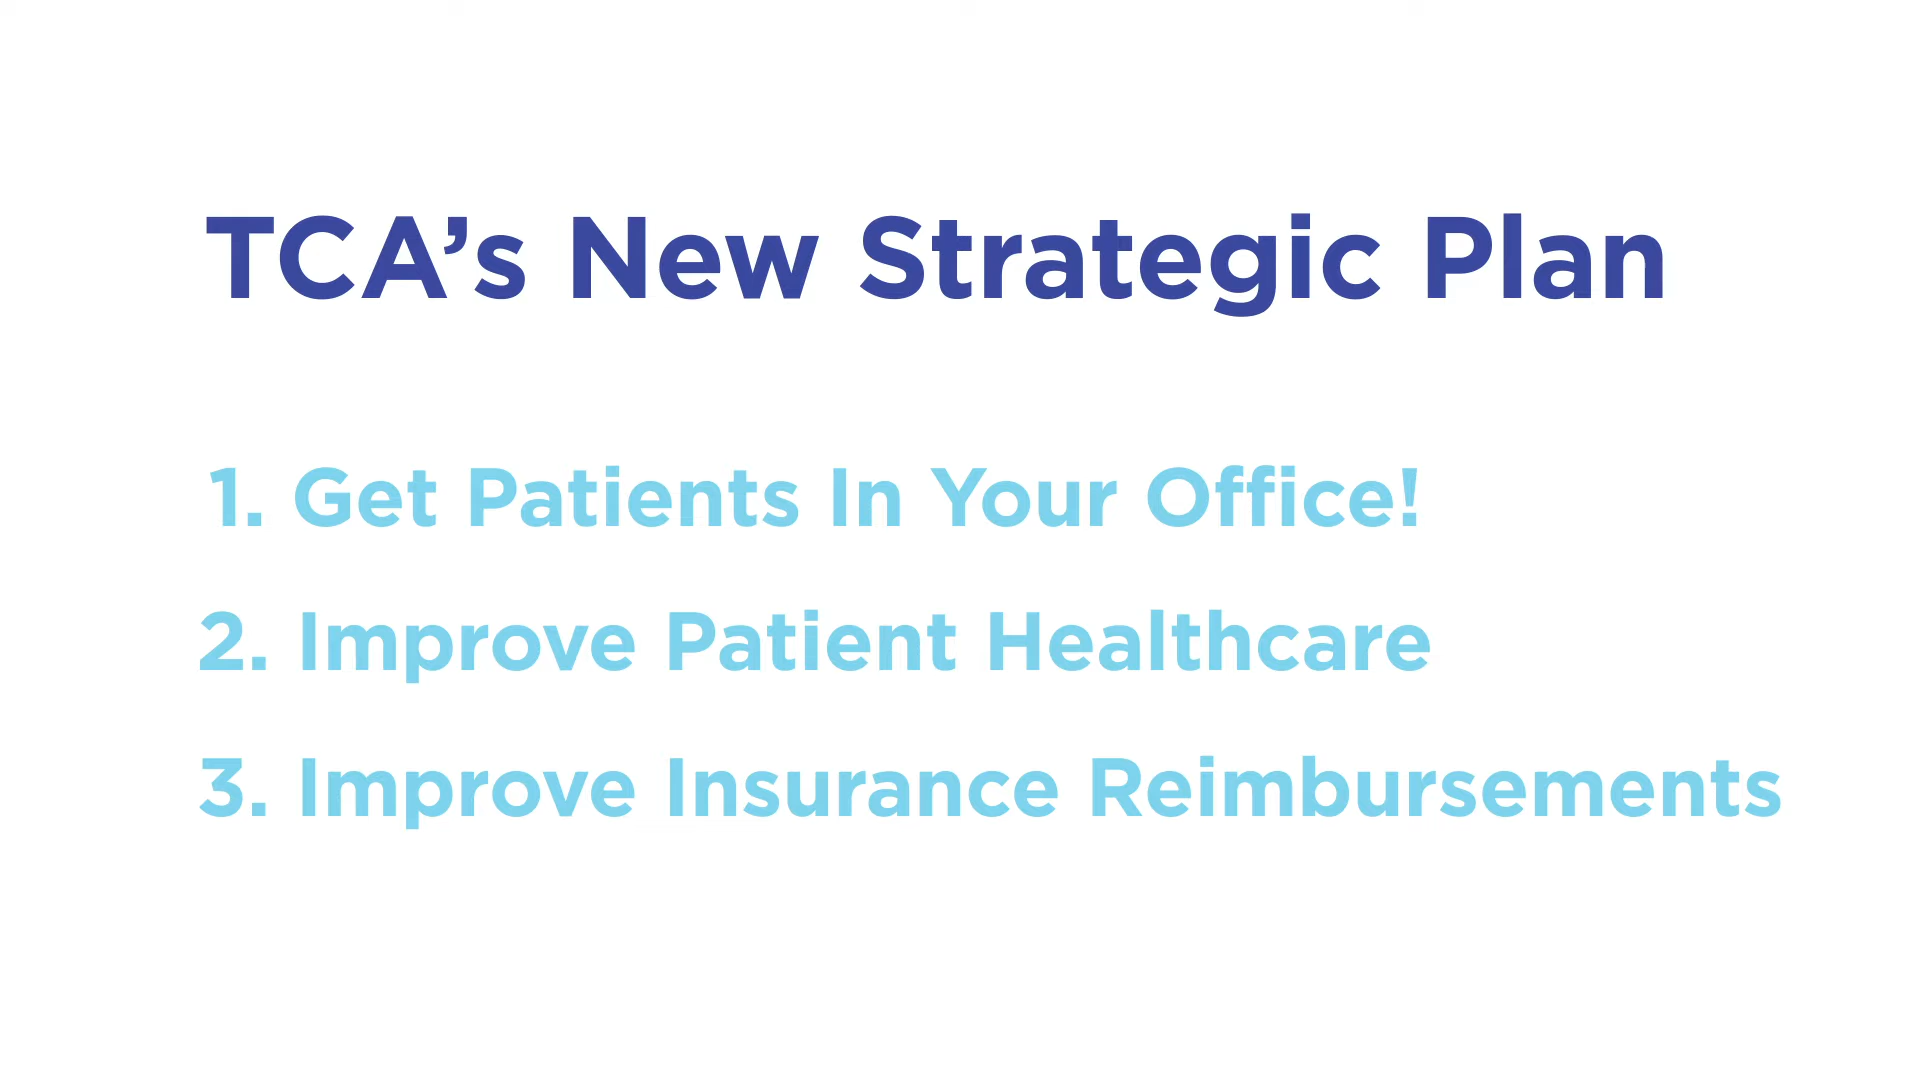 TCA’s New Strategic Plan
1. Get Patients In Your Office!
2. Improve Patient Healthcare
3. Improve Insurance Reimbursements